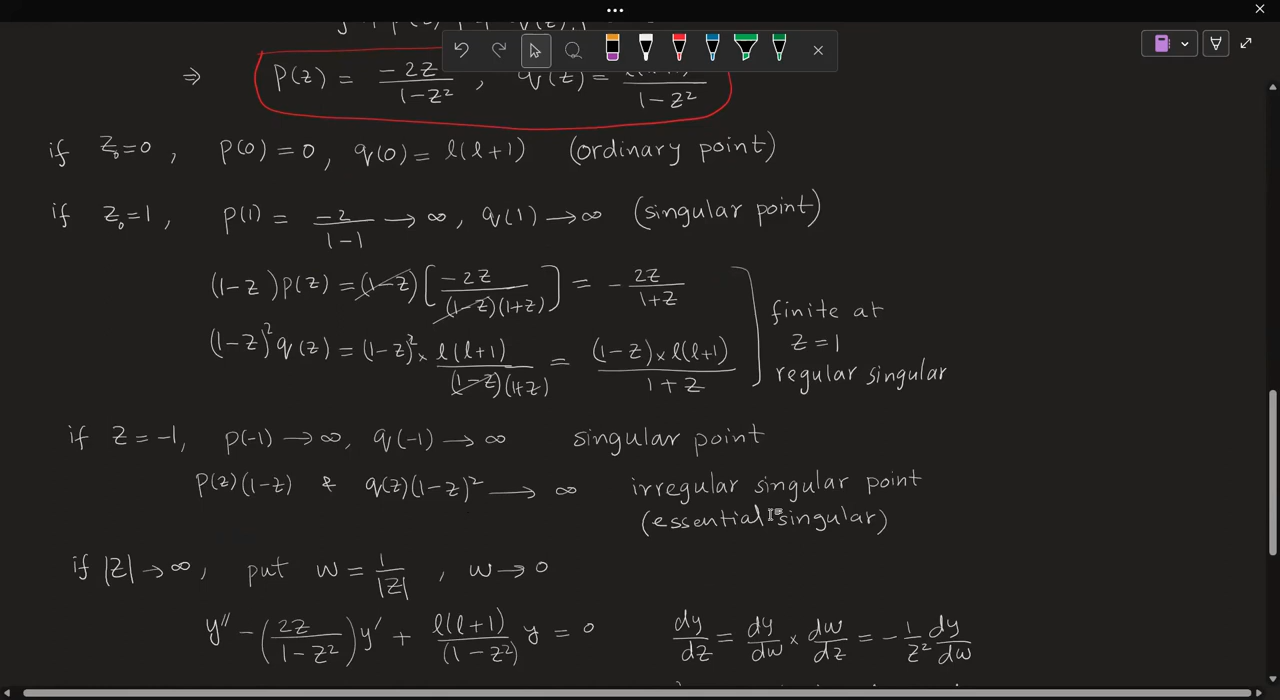 ⇒ P(z) = -2z/(1-z²) , q(z) = /(1-z²)
if z₀=0 , P(0)=0, q(0)= l(l+1) (ordinary point)
if z₀=1, P(1) = -2/(1-1) → ∞, q(1) → ∞ (singular point)
(1-z)P(z) = (1-z)[-2z/((1-z)(1+z))] = - 2z/(1+z)
finite at
z=1
(1-z)²q(z) = (1-z)² × l(l+1)/((1-z)(1+z)) = (1-z)×l(l+1)/(1+z)
regular singular
if z=-1, P(-1) → ∞, q(-1) → ∞ singular point
P(z)(1-z) & q(z)(1-z)² → ∞ irregular singular point
(essential singular)
if |z| → ∞, put w = 1/|z| , w → 0
y″ - (2z/(1-z²))y′ + l(l+1)/(1-z²) y = 0 dy/dz = dy/dw × dw/dz = -1/z² dy/dw